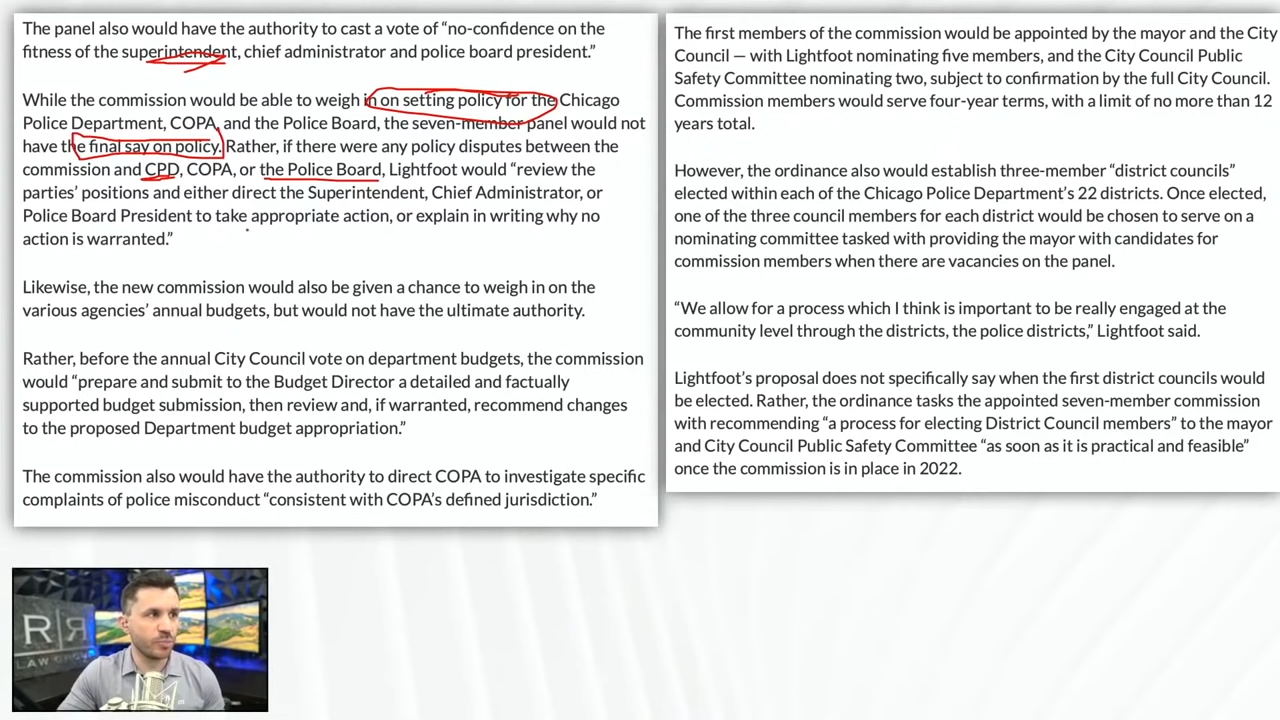 The panel also would have the authority to cast a vote of “no-confidence on the
fitness of the superintendent, chief administrator and police board president.”
While the commission would be able to weigh in on setting policy for the Chicago
Police Department, COPA, and the Police Board, the seven-member panel would not
have the final say on policy. Rather, if there were any policy disputes between the
commission and CPD, COPA, or the Police Board, Lightfoot would “review the
parties’ positions and either direct the Superintendent, Chief Administrator, or
Police Board President to take appropriate action, or explain in writing why no
action is warranted.”
Likewise, the new commission would also be given a chance to weigh in on the
various agencies’ annual budgets, but would not have the ultimate authority.
Rather, before the annual City Council vote on department budgets, the commission
would “prepare and submit to the Budget Director a detailed and factually
supported budget submission, then review and, if warranted, recommend changes
to the proposed Department budget appropriation.”
The commission also would have the authority to direct COPA to investigate specific
complaints of police misconduct “consistent with COPA’s defined jurisdiction.”
The first members of the commission would be appointed by the mayor and the City
Council — with Lightfoot nominating five members, and the City Council Public
Safety Committee nominating two, subject to confirmation by the full City Council.
Commission members would serve four-year terms, with a limit of no more than 12
years total.
However, the ordinance also would establish three-member “district councils”
elected within each of the Chicago Police Department’s 22 districts. Once elected,
one of the three council members for each district would be chosen to serve on a
nominating committee tasked with providing the mayor with candidates for
commission members when there are vacancies on the panel.
“We allow for a process which I think is important to be really engaged at the
community level through the districts, the police districts,” Lightfoot said.
Lightfoot’s proposal does not specifically say when the first district councils would
be elected. Rather, the ordinance tasks the appointed seven-member commission
with recommending “a process for electing District Council members” to the mayor
and City Council Public Safety Committee “as soon as it is practical and feasible”
once the commission is in place in 2022.
R|R
LAW GRO